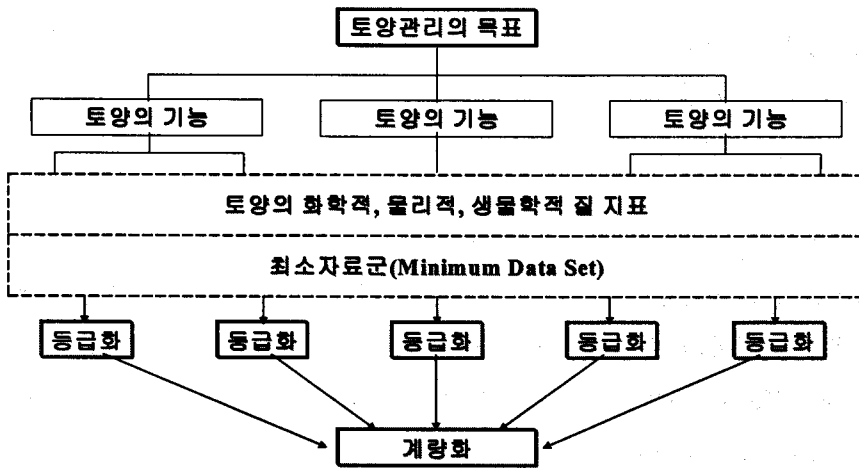 토양관리의 목표
토양의 기능 토양의 기능 토양의 기능
토양의 화학적, 물리적, 생물학적 질 지표
최소자료군(Minimum Data Set)
등급화 등급화 등급화 등급화 등급화
계량화